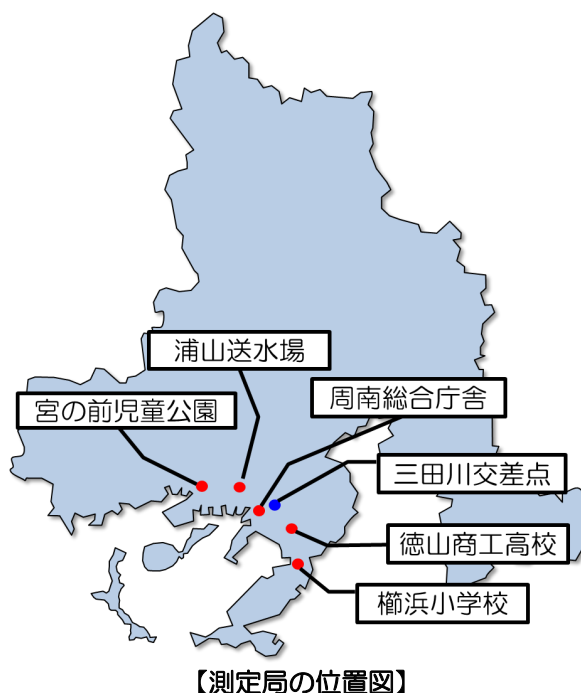 浦山送水場
周南総合庁舎
宮の前児童公園
三田川交差点
徳山商工高校
櫛浜小学校
【測定局の位置図】